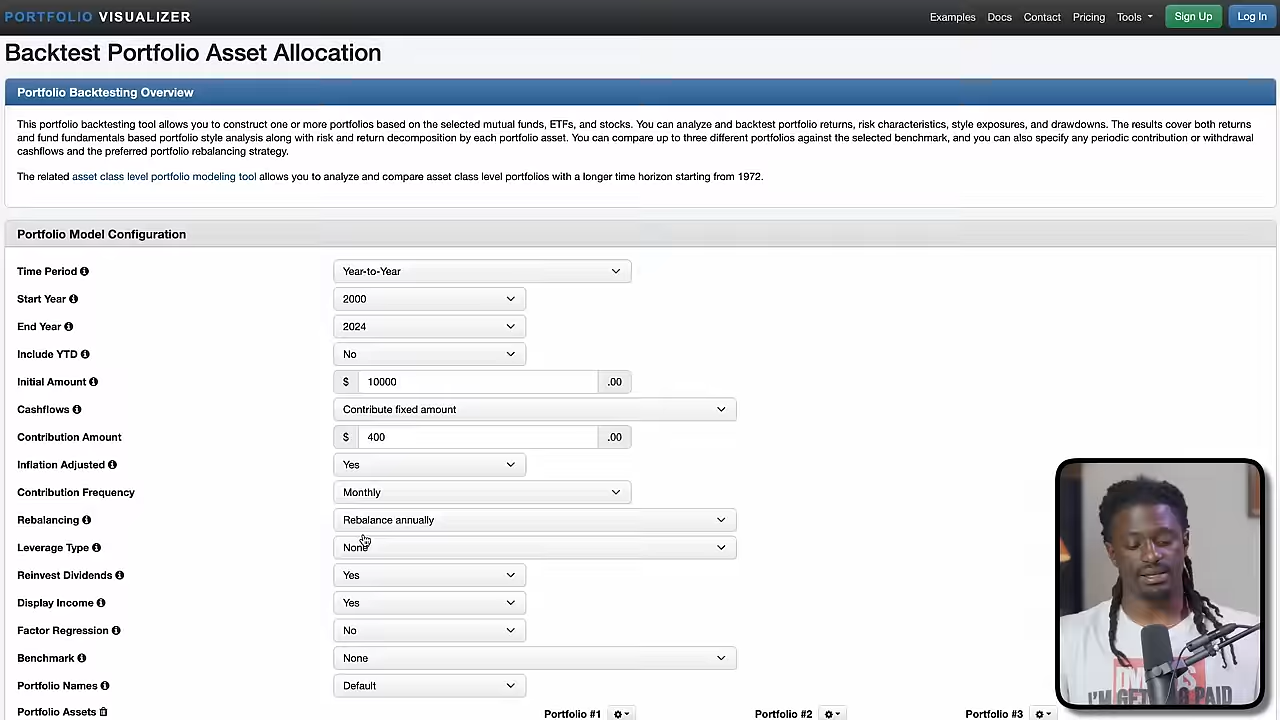 PORTFOLIO VISUALIZER Examples Docs Contact Pricing Tools Sign Up Log In
Backtest Portfolio Asset Allocation
Portfolio Backtesting Overview
This portfolio backtesting tool allows you to construct one or more portfolios based on the selected mutual funds, ETFs, and stocks. You can analyze and backtest portfolio returns, risk characteristics, style exposures, and drawdowns. The results cover both returns
and fund fundamentals based portfolio style analysis along with risk and return decomposition by each portfolio asset. You can compare up to three different portfolios against the selected benchmark, and you can also specify any periodic contribution or withdrawal
cashflows and the preferred portfolio rebalancing strategy.
The related asset class level portfolio modeling tool allows you to analyze and compare asset class level portfolios with a longer time horizon starting from 1972.
Portfolio Model Configuration
Time Period Year-to-Year
Start Year 2000
End Year 2024
Include YTD No
Initial Amount $ 10000 .00
Cashflows Contribute fixed amount
Contribution Amount $ 400 .00
Inflation Adjusted Yes
Contribution Frequency Monthly
Rebalancing Rebalance annually
Leverage Type None
Reinvest Dividends Yes
Display Income Yes
Factor Regression No
Benchmark None
Portfolio Names Default
Portfolio Assets Portfolio #1 Portfolio #2 Portfolio #3
I'M GET PAID